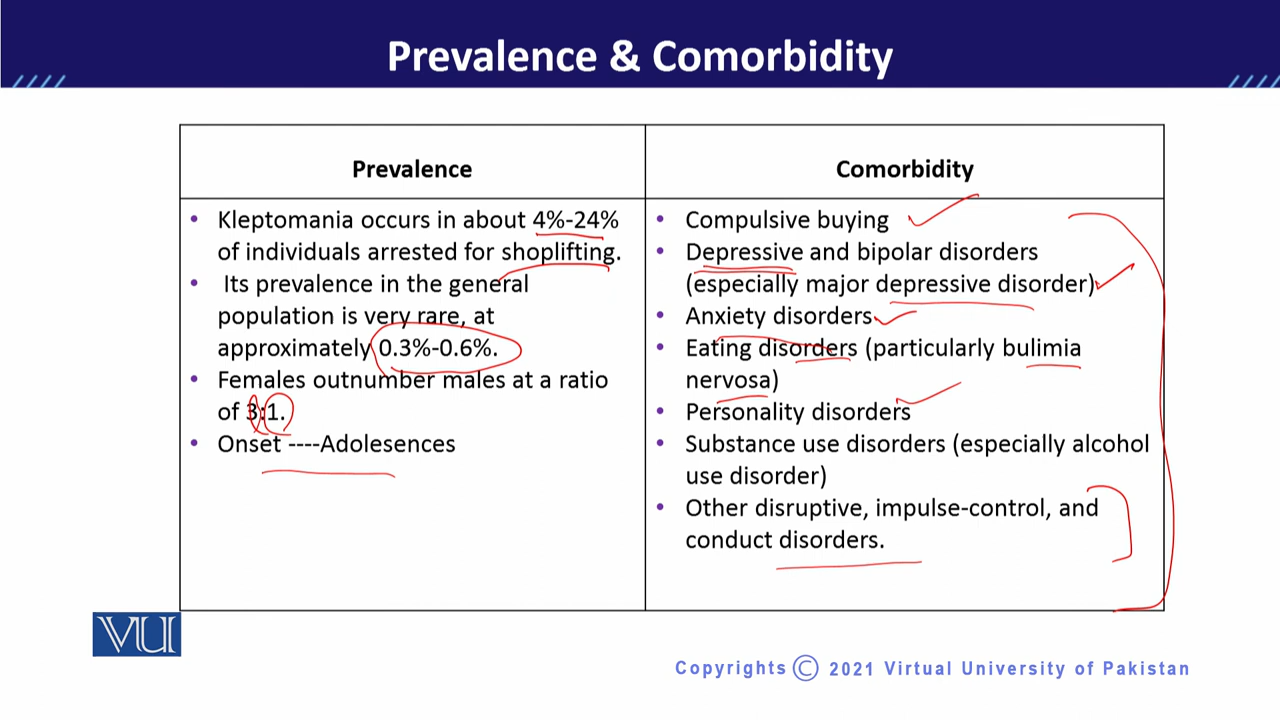 Prevalence & Comorbidity
Prevalence
• Kleptomania occurs in about 4%-24%
of individuals arrested for shoplifting.
• Its prevalence in the general
population is very rare, at
approximately 0.3%-0.6%.
• Females outnumber males at a ratio
of 3:1.
• Onset ----Adolesences
Comorbidity
• Compulsive buying
• Depressive and bipolar disorders
(especially major depressive disorder)
• Anxiety disorders
• Eating disorders (particularly bulimia
nervosa)
• Personality disorders
• Substance use disorders (especially alcohol
use disorder)
• Other disruptive, impulse-control, and
conduct disorders.
VU
Copyrights © 2021 Virtual University of Pakistan